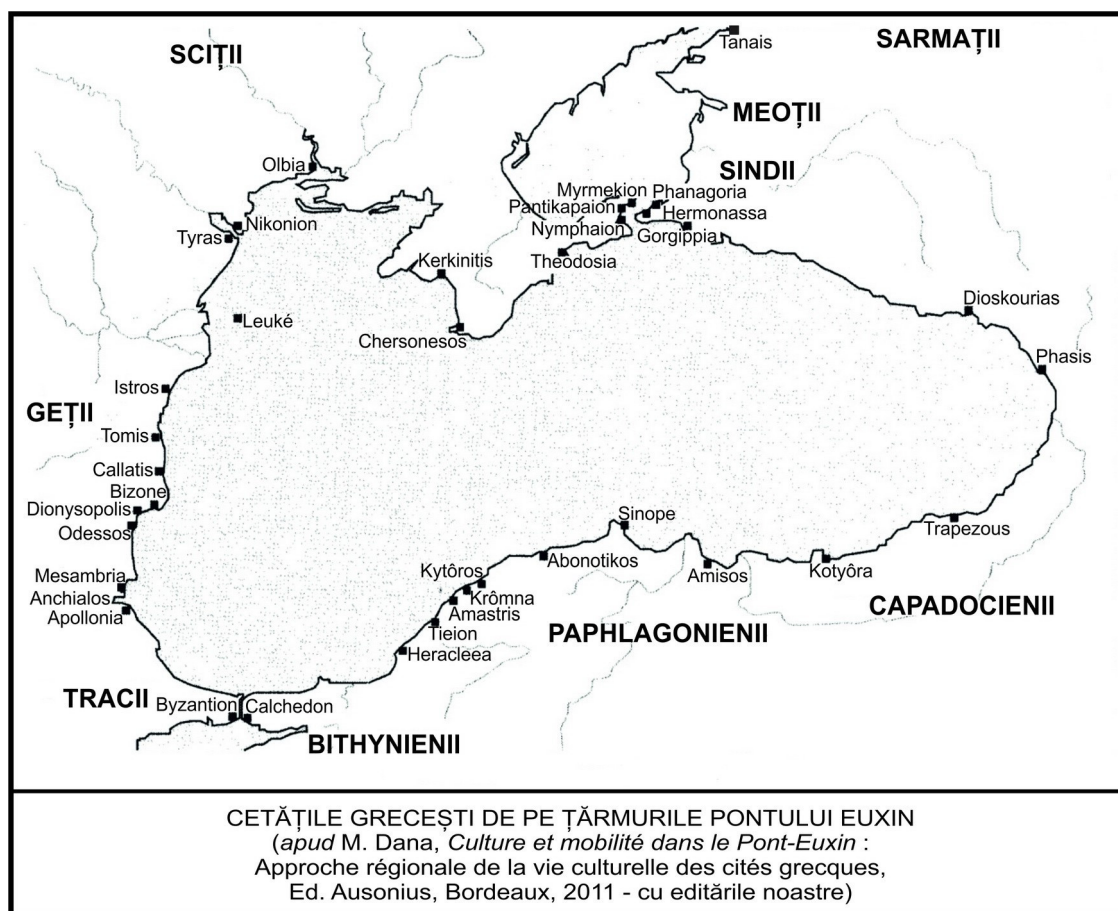 SCIȚII
Tanais
SARMAȚII
MEOȚII
Olbia
SINDII
Myrmekion
Phanagoria
Pantikapaion
Hermonassa
Nikonion
Nymphaion
Gorgippia
Tyras
Kerkinitis
Theodosia
Dioskourias
Leuké
Chersonesos
Phasis
Istros
GEȚII
Tomis
Callatis
Bizone
Dionysopolis
Odessos
Sinope
Trapezous
Abonotikos
Mesambria
Kytôros
Amisos
Kotyôra
Anchialos
Krômna
Apollonia
Amastris
CAPADOCIENII
Tieion
PAPHLAGONIENII
Heracleea
TRACII
Byzantion
Calchedon
BITHYNIENII
CETĂȚILE GRECEȘTI DE PE ȚĂRMURILE PONTULUI EUXIN
(apud M. Dana, Culture et mobilité dans le Pont-Euxin :
Approche régionale de la vie culturelle des cités grecques,
Ed. Ausonius, Bordeaux, 2011 - cu editările noastre)